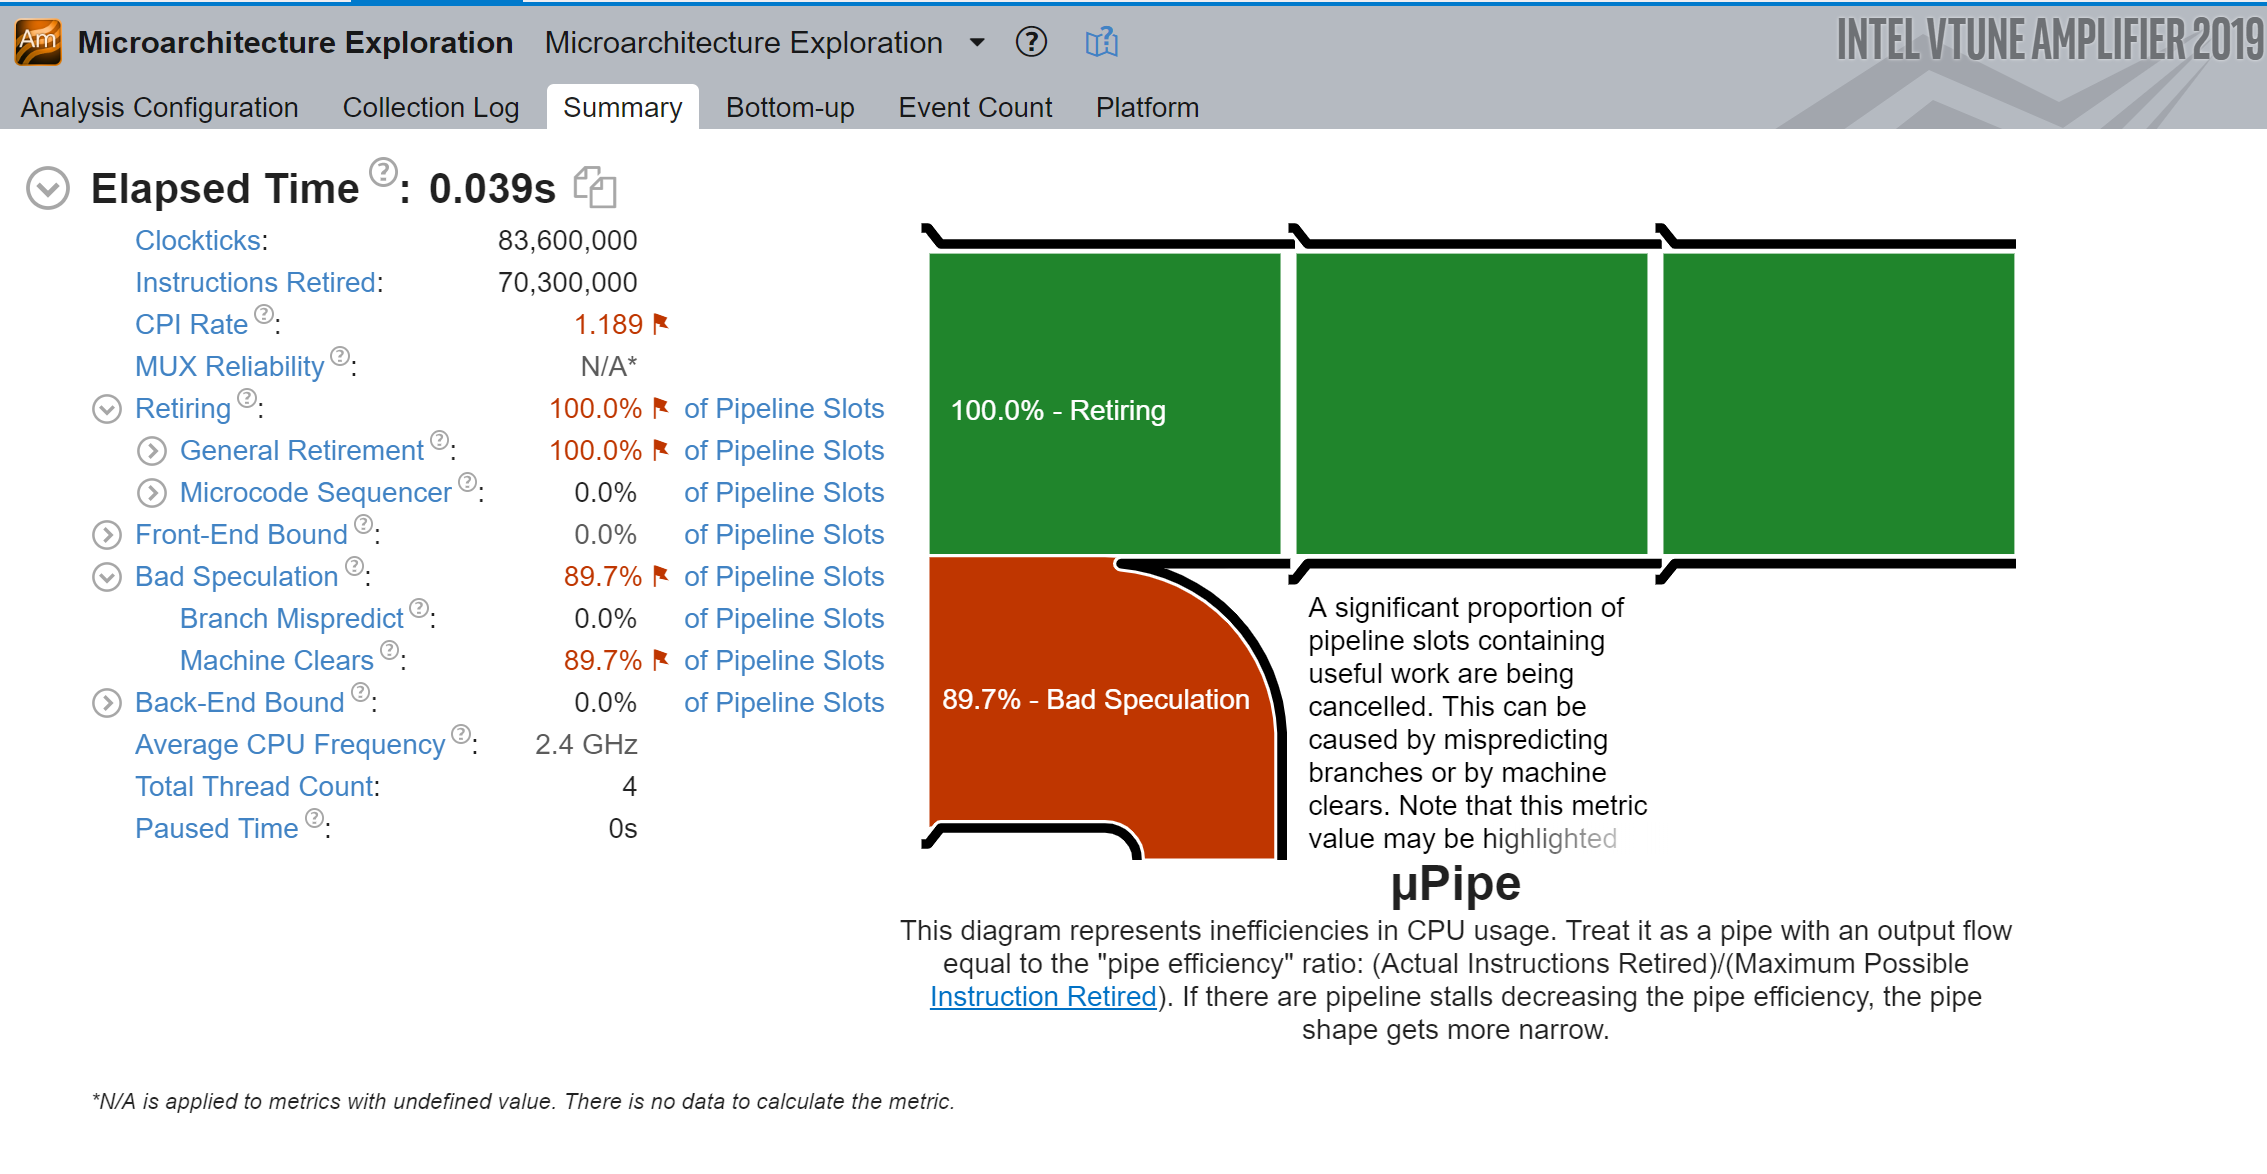 Am Microarchitecture Exploration Microarchitecture Exploration ? ? INTEL VTUNE AMPLIFIER 2019
Analysis Configuration Collection Log Summary Bottom-up Event Count Platform
Elapsed Time ?: 0.039s
Clockticks: 83,600,000
Instructions Retired: 70,300,000
CPI Rate ?: 1.189
MUX Reliability ?: N/A*
Retiring ?: 100.0% of Pipeline Slots
General Retirement ?: 100.0% of Pipeline Slots
Microcode Sequencer ?: 0.0% of Pipeline Slots
Front-End Bound ?: 0.0% of Pipeline Slots
Bad Speculation ?: 89.7% of Pipeline Slots
Branch Mispredict ?: 0.0% of Pipeline Slots
Machine Clears ?: 89.7% of Pipeline Slots
Back-End Bound ?: 0.0% of Pipeline Slots
Average CPU Frequency ?: 2.4 GHz
Total Thread Count: 4
Paused Time ?: 0s
100.0% - Retiring
89.7% - Bad Speculation
A significant proportion of
pipeline slots containing
useful work are being
cancelled. This can be
caused by mispredicting
branches or by machine
clears. Note that this metric
value may be highlighted
µPipe
This diagram represents inefficiencies in CPU usage. Treat it as a pipe with an output flow
equal to the "pipe efficiency" ratio: (Actual Instructions Retired)/(Maximum Possible
Instruction Retired). If there are pipeline stalls decreasing the pipe efficiency, the pipe
shape gets more narrow.
*N/A is applied to metrics with undefined value. There is no data to calculate the metric.